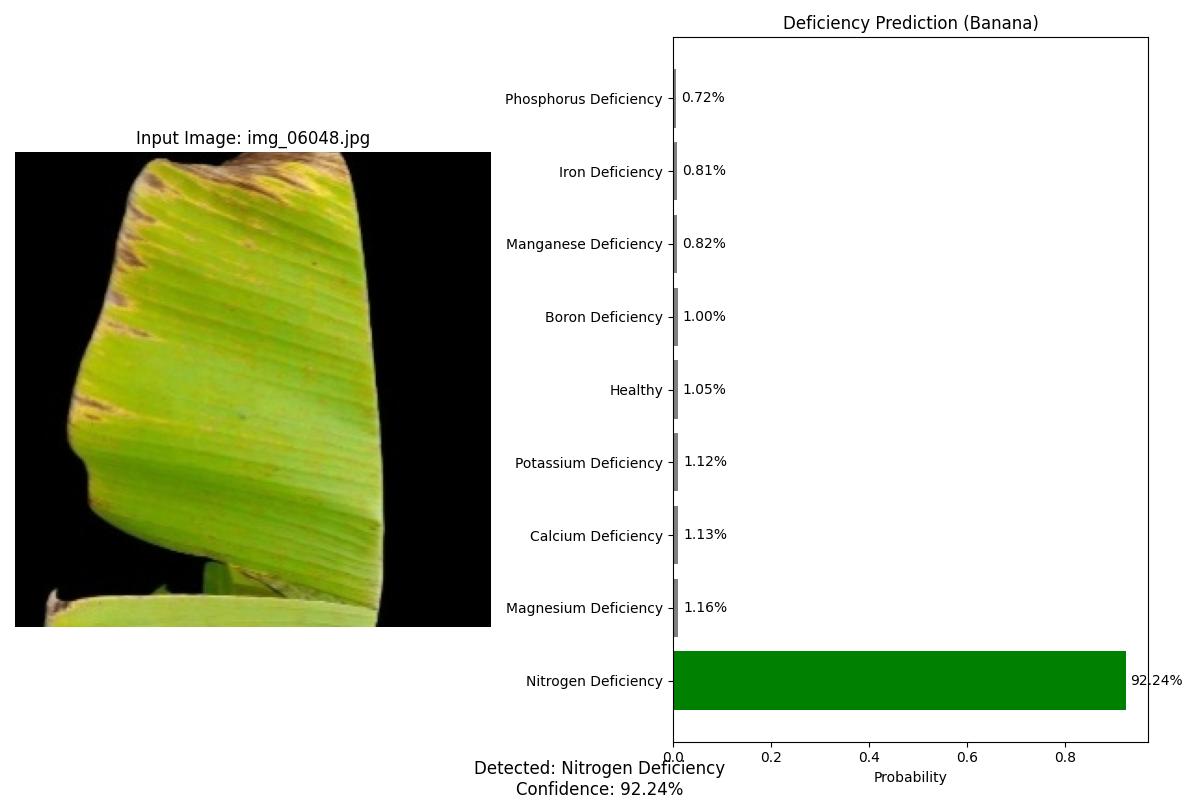 Deficiency Prediction (Banana)
Input Image: img_06048.jpg
Phosphorus Deficiency 0.72%
Iron Deficiency 0.81%
Manganese Deficiency 0.82%
Boron Deficiency 1.00%
Healthy 1.05%
Potassium Deficiency 1.12%
Calcium Deficiency 1.13%
Magnesium Deficiency 1.16%
Nitrogen Deficiency 92.24%
0.0 0.2 0.4 0.6 0.8
Probability
Detected: Nitrogen Deficiency
Confidence: 92.24%